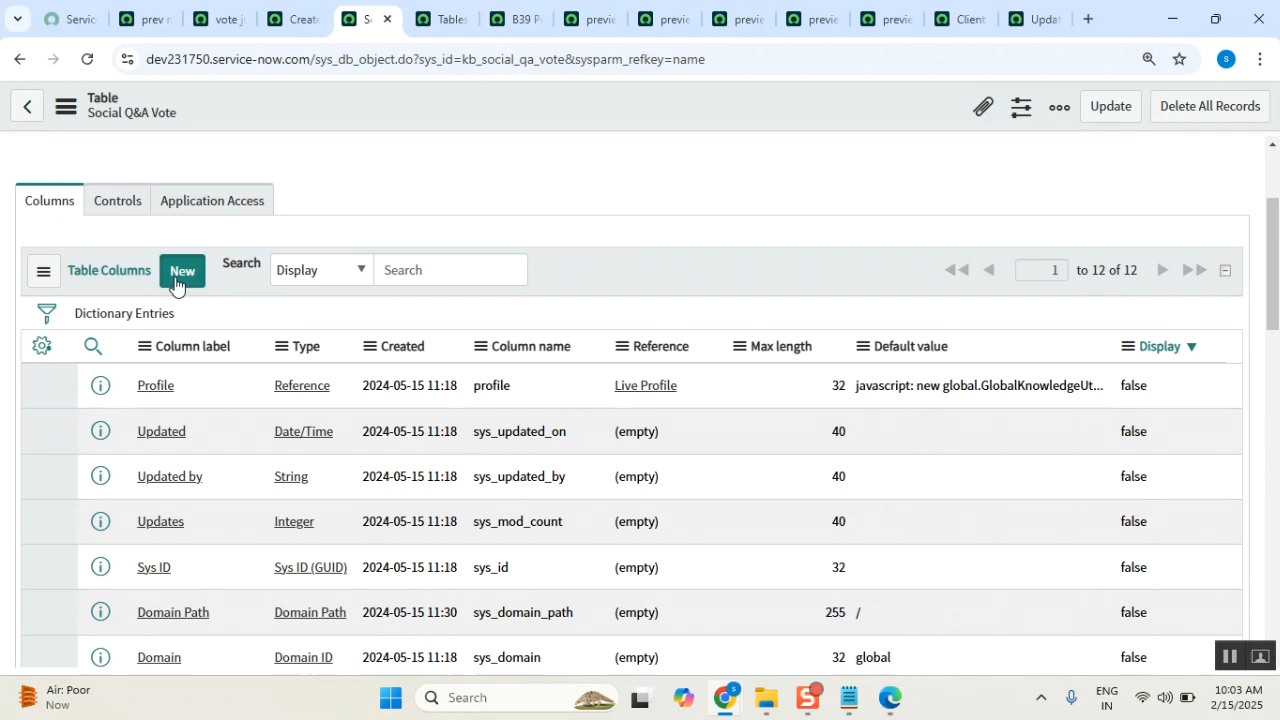 Servic
prev n
vote j
Create
S
Tables
B39 P
previe
previe
previe
previe
previe
Client
Updat
dev231750.service-now.com/sys_db_object.do?sys_id=kb_social_qa_vote&sysparm_refkey=name
S
Table
Social Q&A Vote
Update
Delete All Records
Columns
Controls
Application Access
Table Columns
New
Search
Display
Search
1
to 12 of 12
Dictionary Entries
Column label Type Created Column name Reference Max length Default value Display
Profile Reference 2024-05-15 11:18 profile Live Profile 32 javascript: new global.GlobalKnowledgeUt... false
Updated Date/Time 2024-05-15 11:18 sys_updated_on (empty) 40 false
Updated by String 2024-05-15 11:18 sys_updated_by (empty) 40 false
Updates Integer 2024-05-15 11:18 sys_mod_count (empty) 40 false
Sys ID Sys ID (GUID) 2024-05-15 11:18 sys_id (empty) 32 false
Domain Path Domain Path 2024-05-15 11:30 sys_domain_path (empty) 255 / false
Domain Domain ID 2024-05-15 11:18 sys_domain (empty) 32 global false
Air: Poor
Now
Search
S
ENG
IN
10:03 AM
2/15/2025